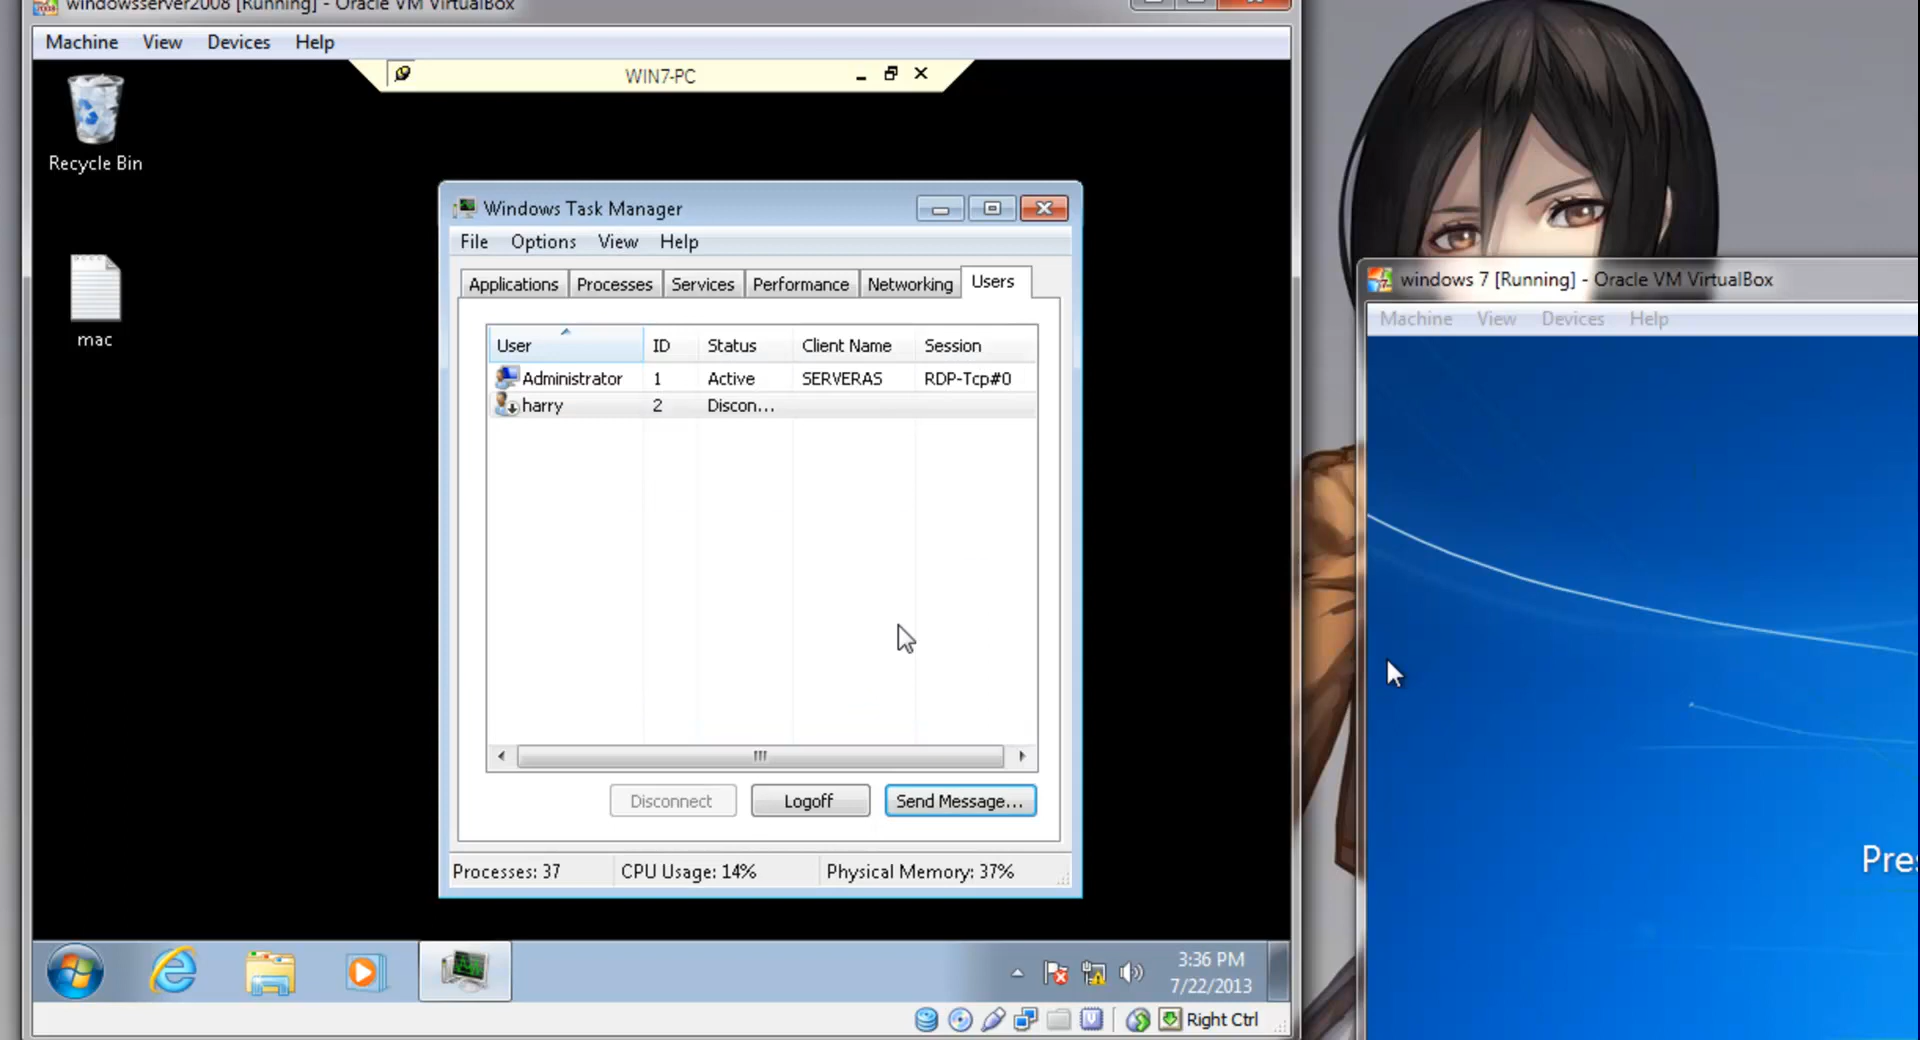 windowsserver2008 [Running] - Oracle VM VirtualBox
Machine View Devices Help
WIN7-PC
Recycle Bin
mac
Windows Task Manager
File Options View Help
Applications Processes Services Performance Networking Users
User ID Status Client Name Session
Administrator 1 Active SERVERAS RDP-Tcp#0
harry 2 Discon...
Disconnect Logoff Send Message...
Processes: 37 CPU Usage: 14% Physical Memory: 37%
3:36 PM
7/22/2013
Right Ctrl
windows 7 [Running] - Oracle VM VirtualBox
Machine View Devices Help
Pres